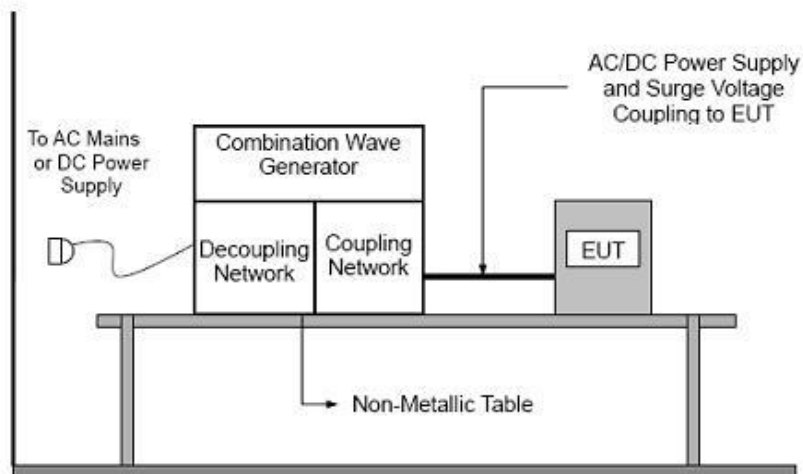 AC/DC Power Supply
and Surge Voltage
Coupling to EUT
To AC Mains
or DC Power
Supply
Combination Wave
Generator
Decoupling
Network
Coupling
Network
EUT
Non-Metallic Table